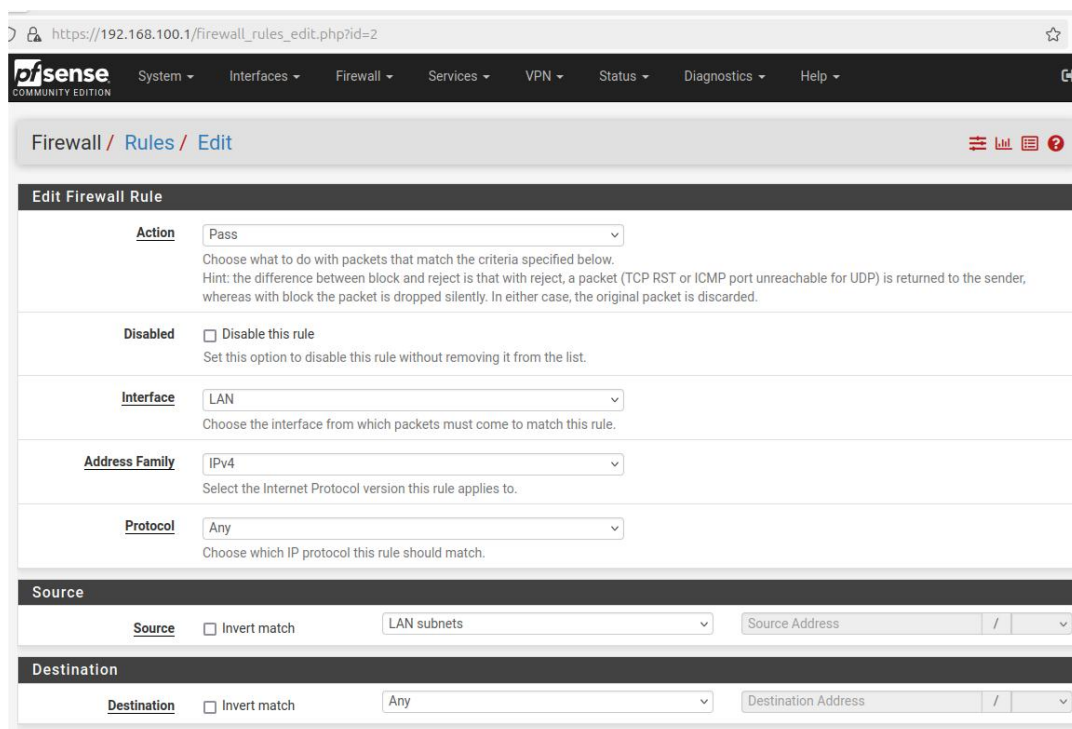 https://192.168.100.1/firewall_rules_edit.php?id=2
pfsense COMMUNITY EDITION System Interfaces Firewall Services VPN Status Diagnostics Help
Firewall / Rules / Edit
Edit Firewall Rule
Action Pass
Choose what to do with packets that match the criteria specified below.
Hint: the difference between block and reject is that with reject, a packet (TCP RST or ICMP port unreachable for UDP) is returned to the sender,
whereas with block the packet is dropped silently. In either case, the original packet is discarded.
Disabled Disable this rule
Set this option to disable this rule without removing it from the list.
Interface LAN
Choose the interface from which packets must come to match this rule.
Address Family IPv4
Select the Internet Protocol version this rule applies to.
Protocol Any
Choose which IP protocol this rule should match.
Source
Source Invert match LAN subnets Source Address /
Destination
Destination Invert match Any Destination Address /